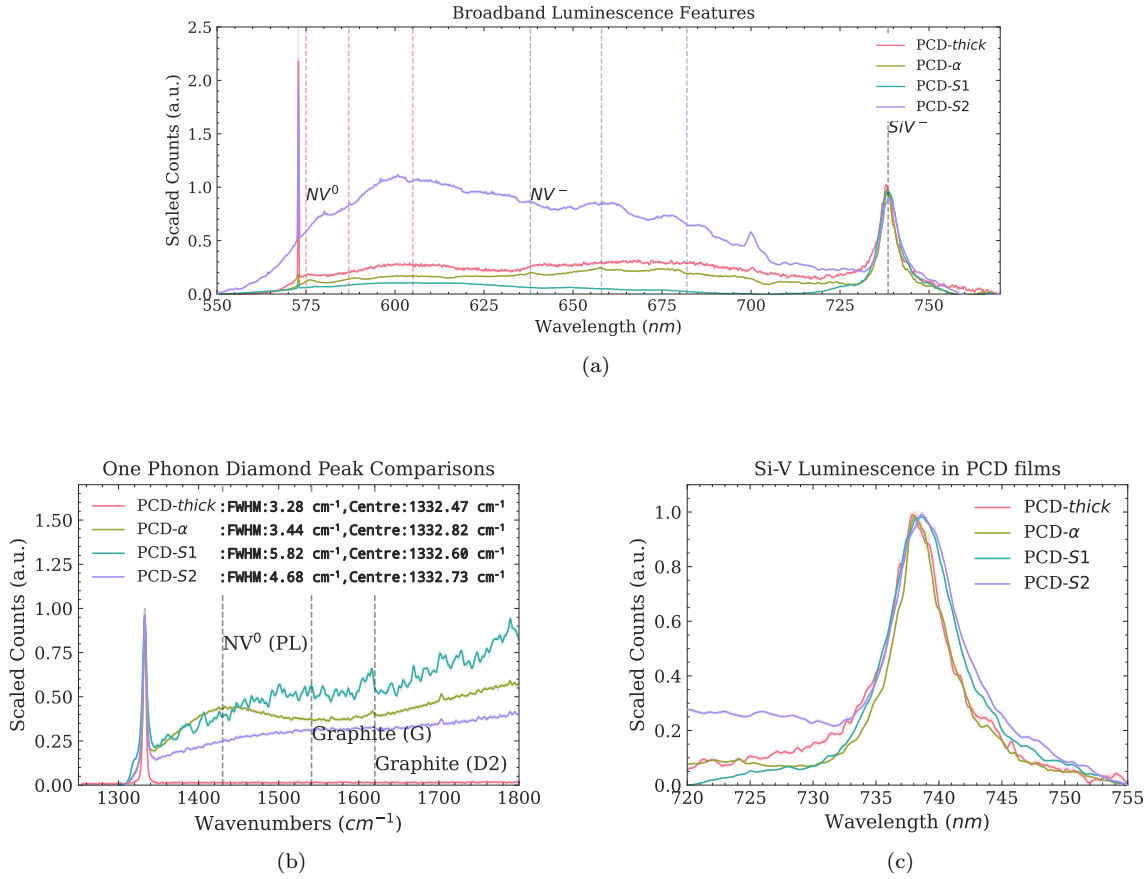 Broadband Luminescence Features
2.5
2.0
1.5
1.0
0.5
0.0
Scaled Counts (a.u.)
PCD-thick
PCD-α
PCD-S1
PCD-S2
NV⁰
NV⁻
SiV⁻
550 575 600 625 650 675 700 725 750
Wavelength (nm)
(a)
One Phonon Diamond Peak Comparisons
PCD-thick :FWHM:3.28 cm⁻¹,Centre:1332.47 cm⁻¹
PCD-α :FWHM:3.44 cm⁻¹,Centre:1332.82 cm⁻¹
PCD-S1 :FWHM:5.82 cm⁻¹,Centre:1332.60 cm⁻¹
PCD-S2 :FWHM:4.68 cm⁻¹,Centre:1332.73 cm⁻¹
1.50
1.25
1.00
0.75
0.50
0.25
0.00
Scaled Counts (a.u.)
NV⁰ (PL)
Graphite (G)
Graphite (D2)
1300 1400 1500 1600 1700 1800
Wavenumbers (cm⁻¹)
(b)
Si-V Luminescence in PCD films
PCD-thick
PCD-α
PCD-S1
PCD-S2
1.0
0.8
0.6
0.4
0.2
0.0
Scaled Counts (a.u.)
720 725 730 735 740 745 750 755
Wavelength (nm)
(c)